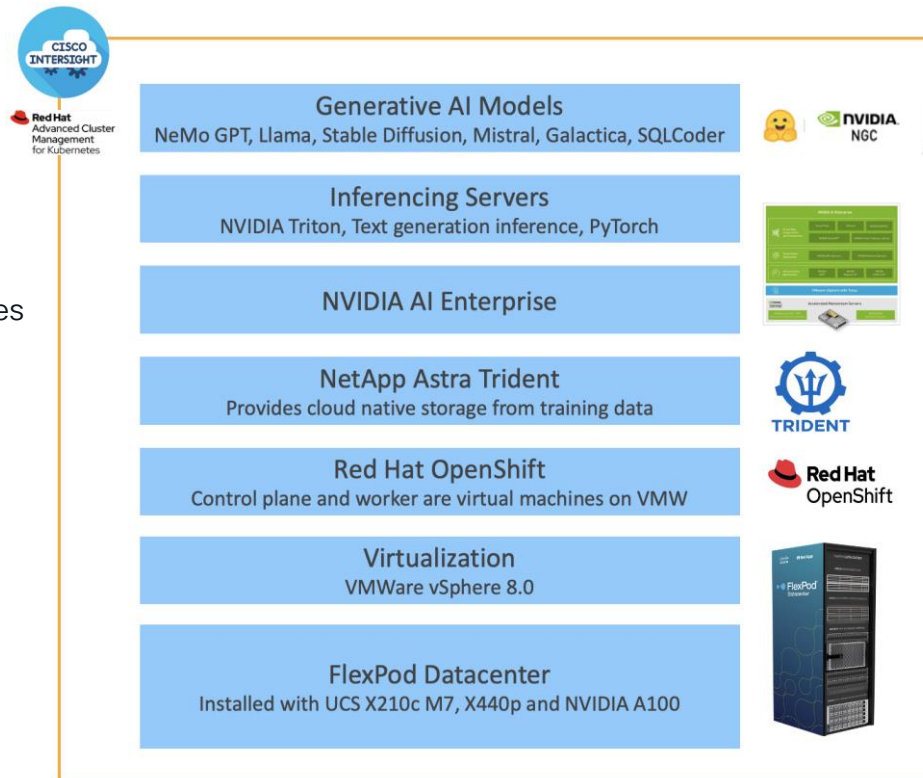 CISCO
INTERSIGHT
Red Hat
Advanced Cluster
Management
for Kubernetes
Generative AI Models
NeMo GPT, Llama, Stable Diffusion, Mistral, Galactica, SQLCoder
NVIDIA
NGC
Inferencing Servers
NVIDIA Triton, Text generation inference, PyTorch
es
NVIDIA AI Enterprise
NetApp Astra Trident
Provides cloud native storage from training data
TRIDENT
Red Hat OpenShift
Control plane and worker are virtual machines on VMW
Red Hat
OpenShift
Virtualization
VMWare vSphere 8.0
FlexPod
Datacenter
FlexPod Datacenter
Installed with UCS X210c M7, X440p and NVIDIA A100